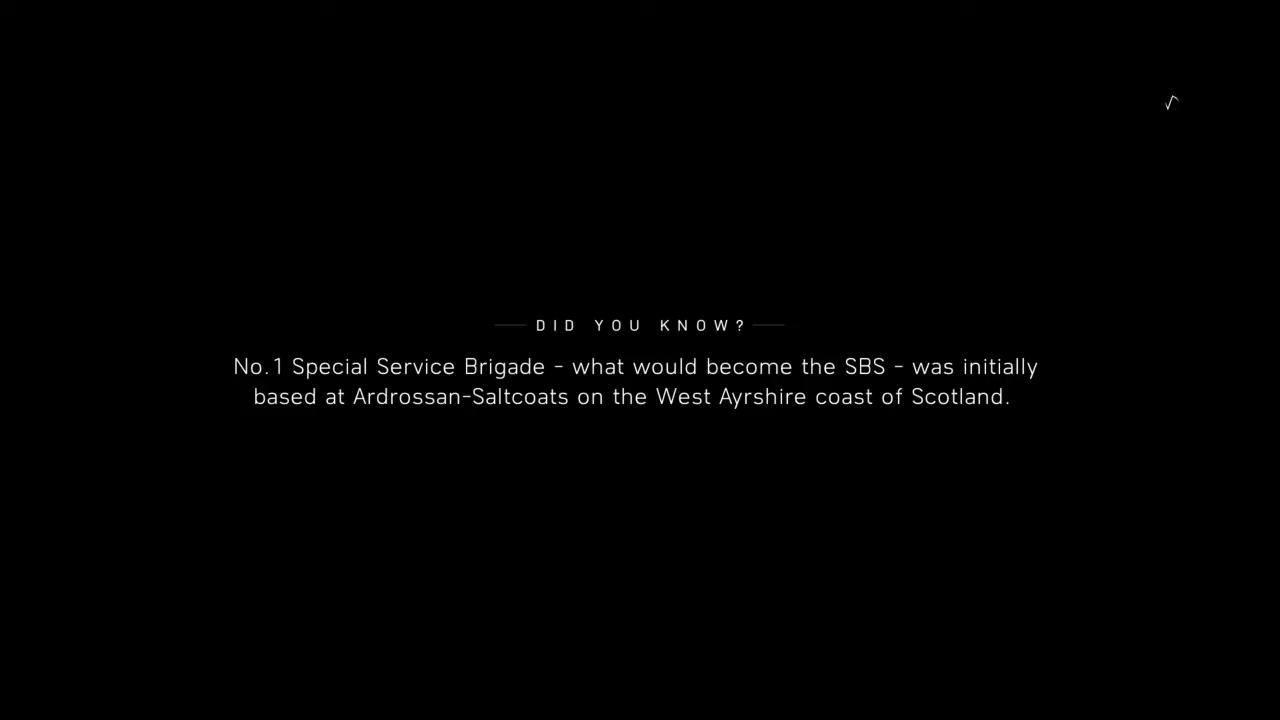 DID YOU KNOW?
No.1 Special Service Brigade - what would become the SBS - was initially
based at Ardrossan-Saltcoats on the West Ayrshire coast of Scotland.